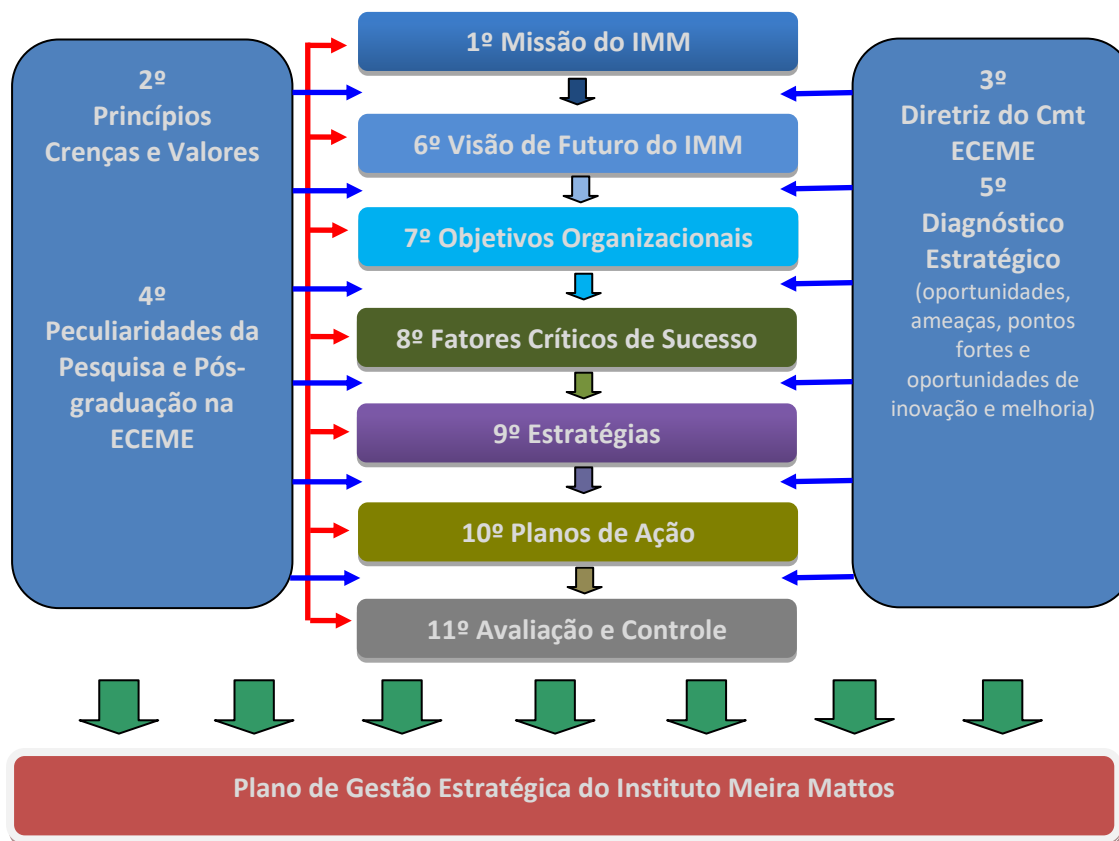 1º Missão do IMM
2º
Princípios
Crenças e Valores
4º
Peculiaridades da
Pesquisa e Pós-
graduação na
ECEME
3º
Diretriz do Cmt
ECEME
5º
Diagnóstico
Estratégico
(oportunidades,
ameaças, pontos
fortes e
oportunidades de
inovação e melhoria)
6º Visão de Futuro do IMM
7º Objetivos Organizacionais
8º Fatores Críticos de Sucesso
9º Estratégias
10º Planos de Ação
11º Avaliação e Controle
Plano de Gestão Estratégica do Instituto Meira Mattos